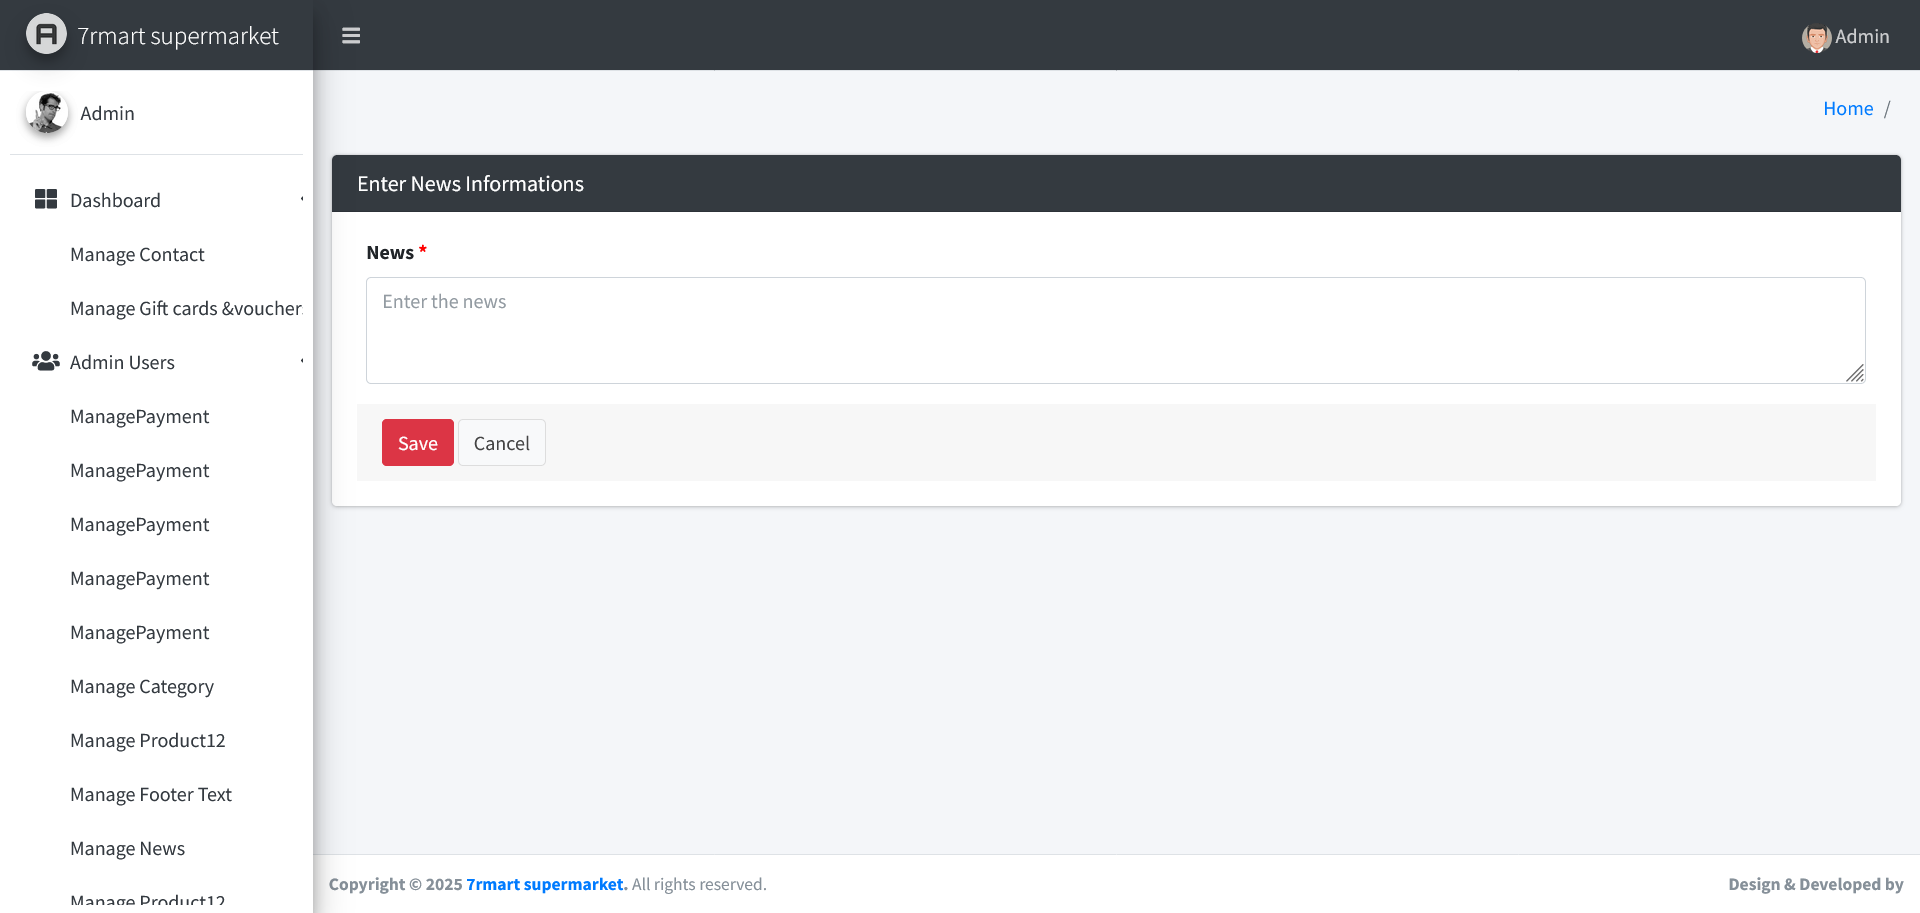 7rmart supermarket
Admin
Admin
Home /
Dashboard
Manage Contact
Manage Gift cards &voucher
Admin Users
ManagePayment
ManagePayment
ManagePayment
ManagePayment
ManagePayment
Manage Category
Manage Product12
Manage Footer Text
Manage News
Manage Product12
Enter News Informations
News *
Enter the news
Save Cancel
Copyright © 2025 7rmart supermarket. All rights reserved.
Design & Developed by